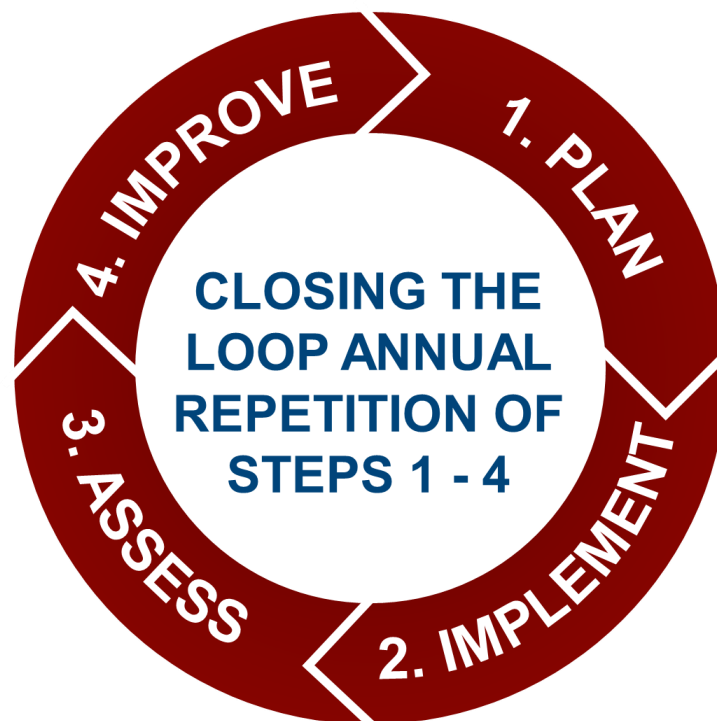 1. PLAN
2. IMPLEMENT
3. ASSESS
4. IMPROVE
CLOSING THE
LOOP ANNUAL
REPETITION OF
STEPS 1 - 4